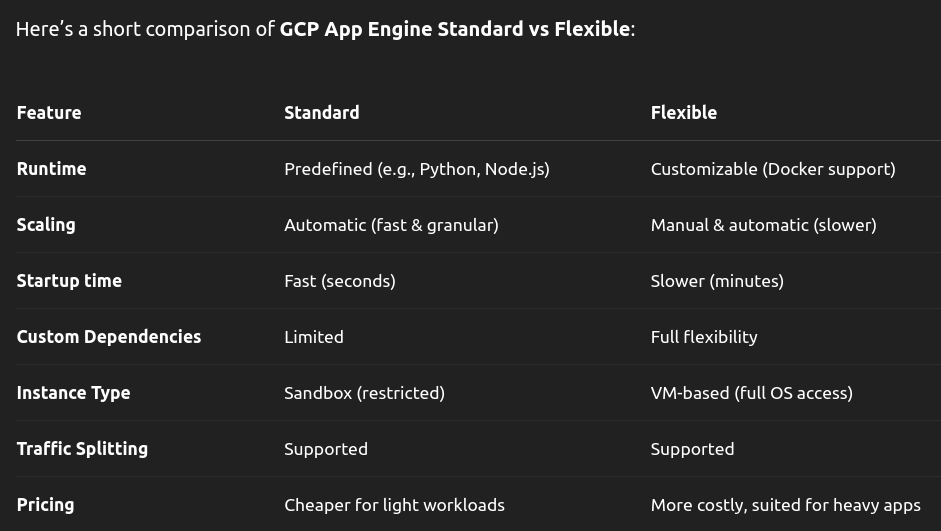 Here’s a short comparison of GCP App Engine Standard vs Flexible:
Feature Standard Flexible
Runtime Predefined (e.g., Python, Node.js) Customizable (Docker support)
Scaling Automatic (fast & granular) Manual & automatic (slower)
Startup time Fast (seconds) Slower (minutes)
Custom Dependencies Limited Full flexibility
Instance Type Sandbox (restricted) VM-based (full OS access)
Traffic Splitting Supported Supported
Pricing Cheaper for light workloads More costly, suited for heavy apps